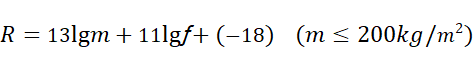 R = 13lgm + 11lgf + (−18) (m ≤ 200kg/m²)